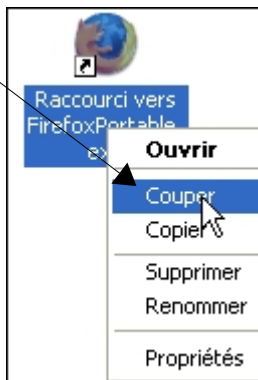 Raccourci vers
FirefoxPortable
Ouvrir
Couper
Copier
Supprimer
Renommer
Propriétés